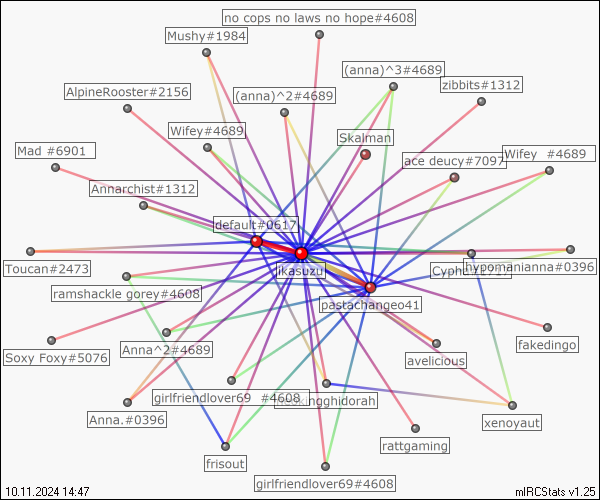 no cops no laws no hope#4608
Mushy#1984
(anna)^3#4689
zibbits#1312
AlpineRooster#2156
(anna)^2#4689
Wifey#4689
Skalman
Mad #6901
ace deucy#7097
Wifey #4689
Annarchist#1312
default#0617
Toucan#2473
ikasuzu
hypomanianna#0396
ramshackle gorey#4608
pastachangeo41
Soxy Foxy#5076
Anna^2#4689
avelicious
fakedingo
girlfriendlover69 #4608
Anna.#0396
xenoyaut
rattgaming
frisout
girlfriendlover69#4608
10.11.2024 14:47
mIRCStats v1.25